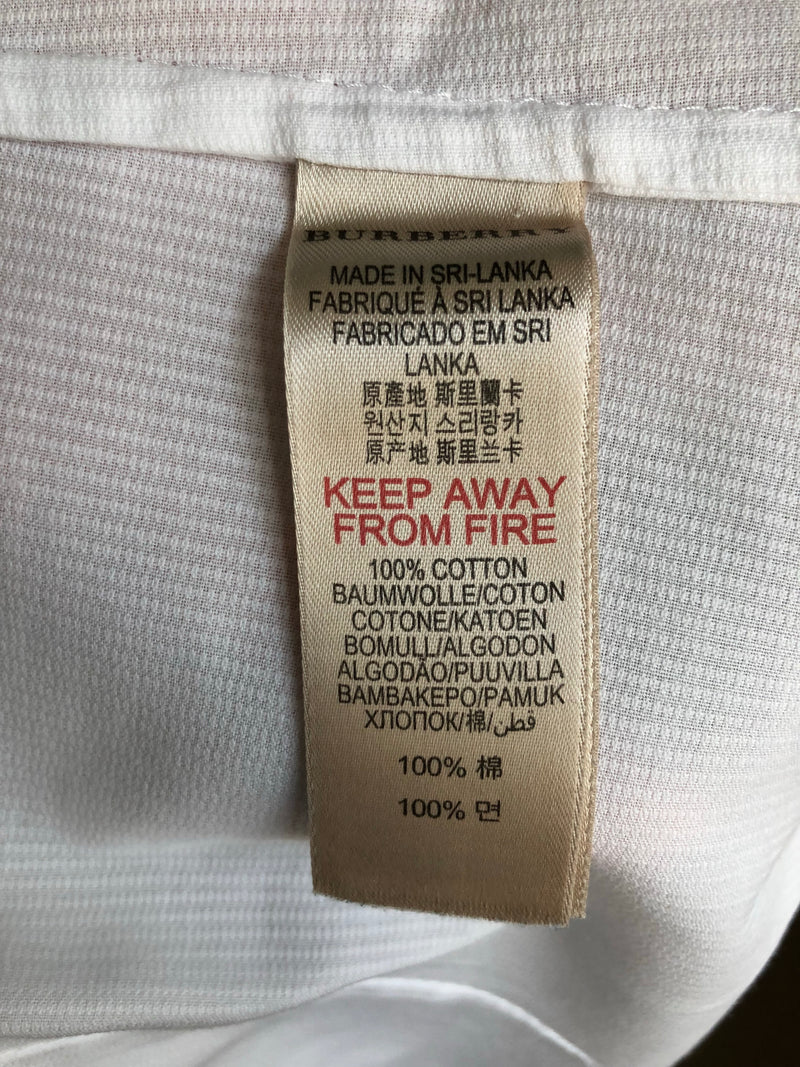 BURBERRY
MADE IN SRI-LANKA
FABRIQUÉ À SRI LANKA
FABRICADO EM SRI
LANKA
原產地 斯里蘭卡
원산지 스리랑카
原产地 斯里兰卡
KEEP AWAY
FROM FIRE
100% COTTON
BAUMWOLLE/COTON
COTONE/KATOEN
BOMULL/ALGODON
ALGODÃO/PUUVILLA
BAMBAKEPO/PAMUK
ХЛОПОК/棉/قطن
100% 棉
100% 면